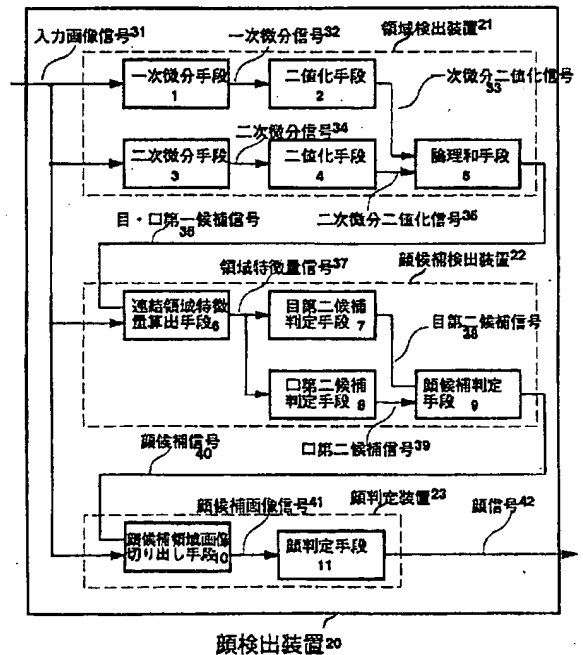 入力画像信号31
一次微分信号32
領域検出装置21
一次微分手段
1
二値化手段
2
一次微分二値化信号
33
二次微分信号34
二次微分手段
3
二値化手段
4
論理和手段
5
二次微分二値化信号35
目・口第一候補信号
36
領域特徴量信号37
顔候補検出装置22
連結領域特徴
量算出手段6
目第二候補
判定手段 7
目第二候補信号
38
口第二候補
判定手段 8
顔候補判定
手段 9
口第二候補信号39
顔候補信号
40
顔候補画像信号41
顔判定装置23
顔信号42
顔候補領域画像
切り出し手段10
顔判定手段
11
顔検出装置20